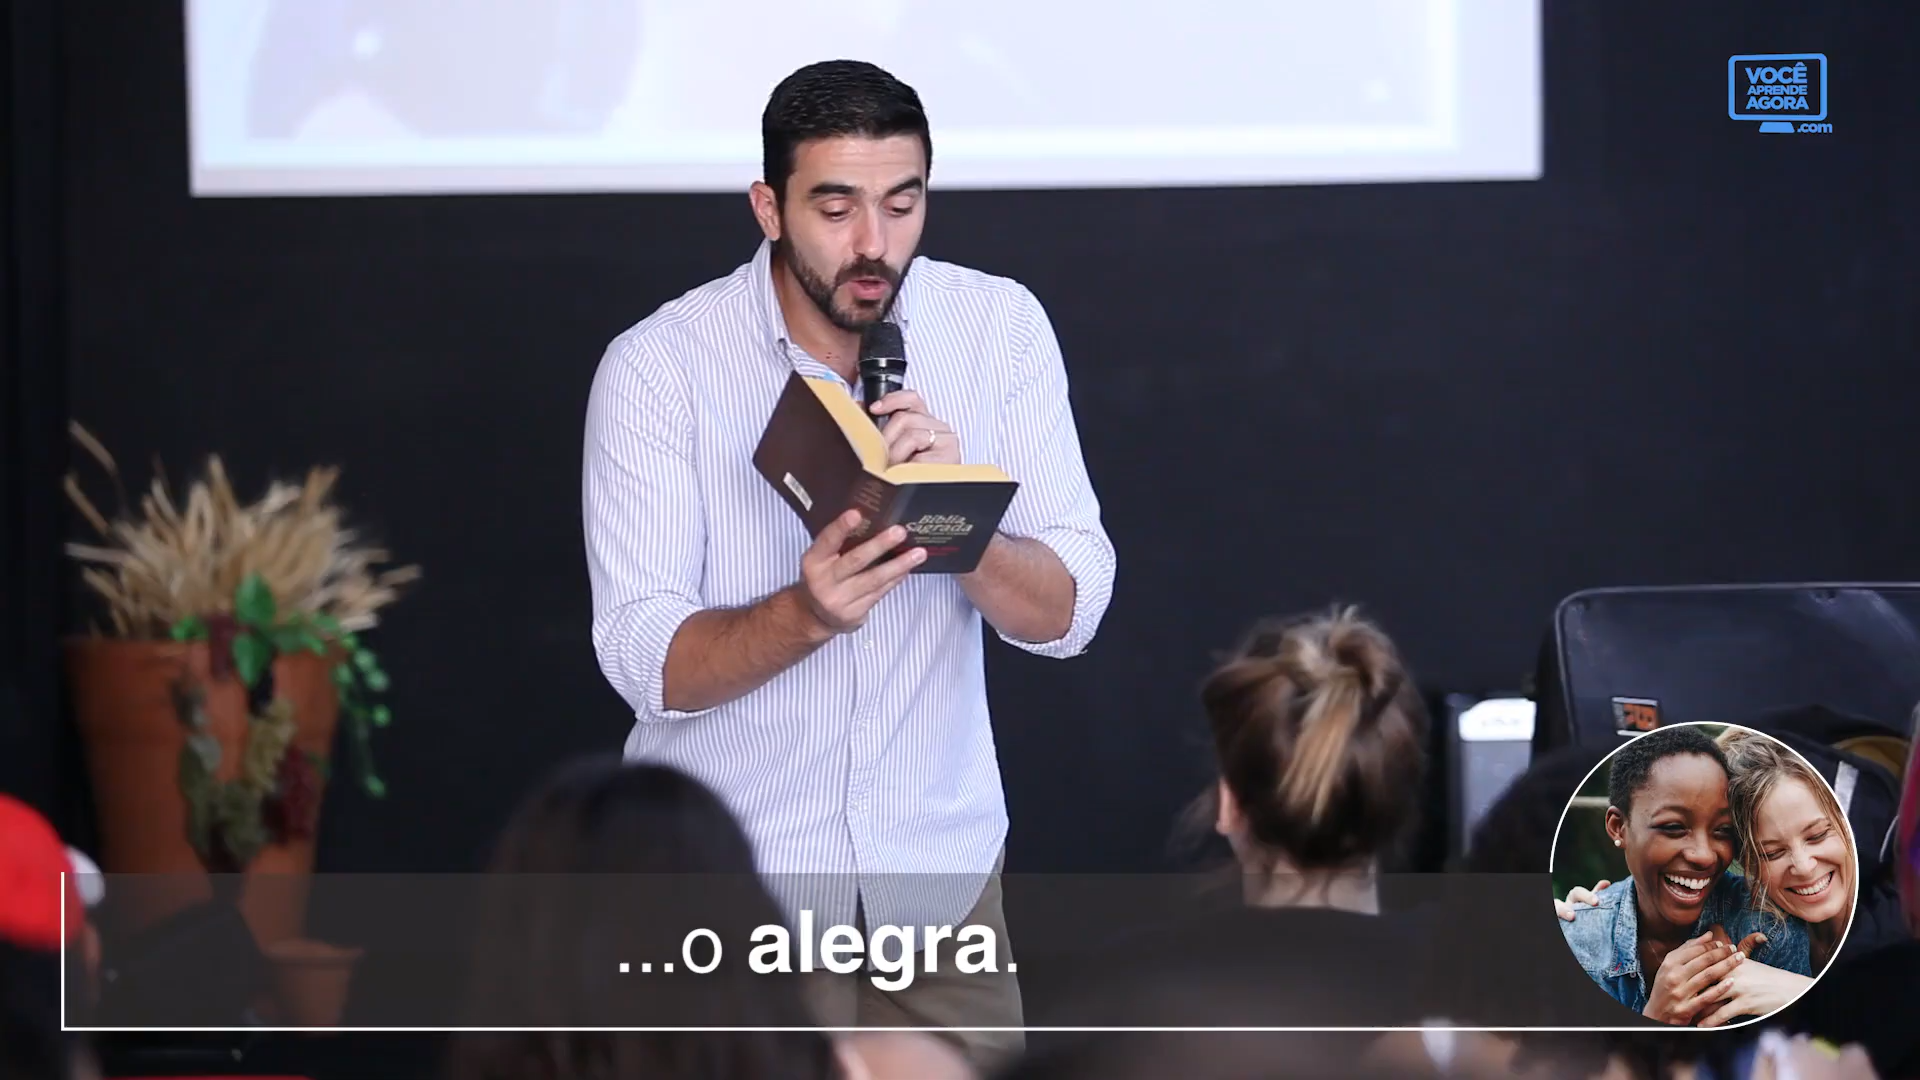 VOCÊ
APRENDE
AGORA
.com
Bíblia
Sagrada
...o alegra.